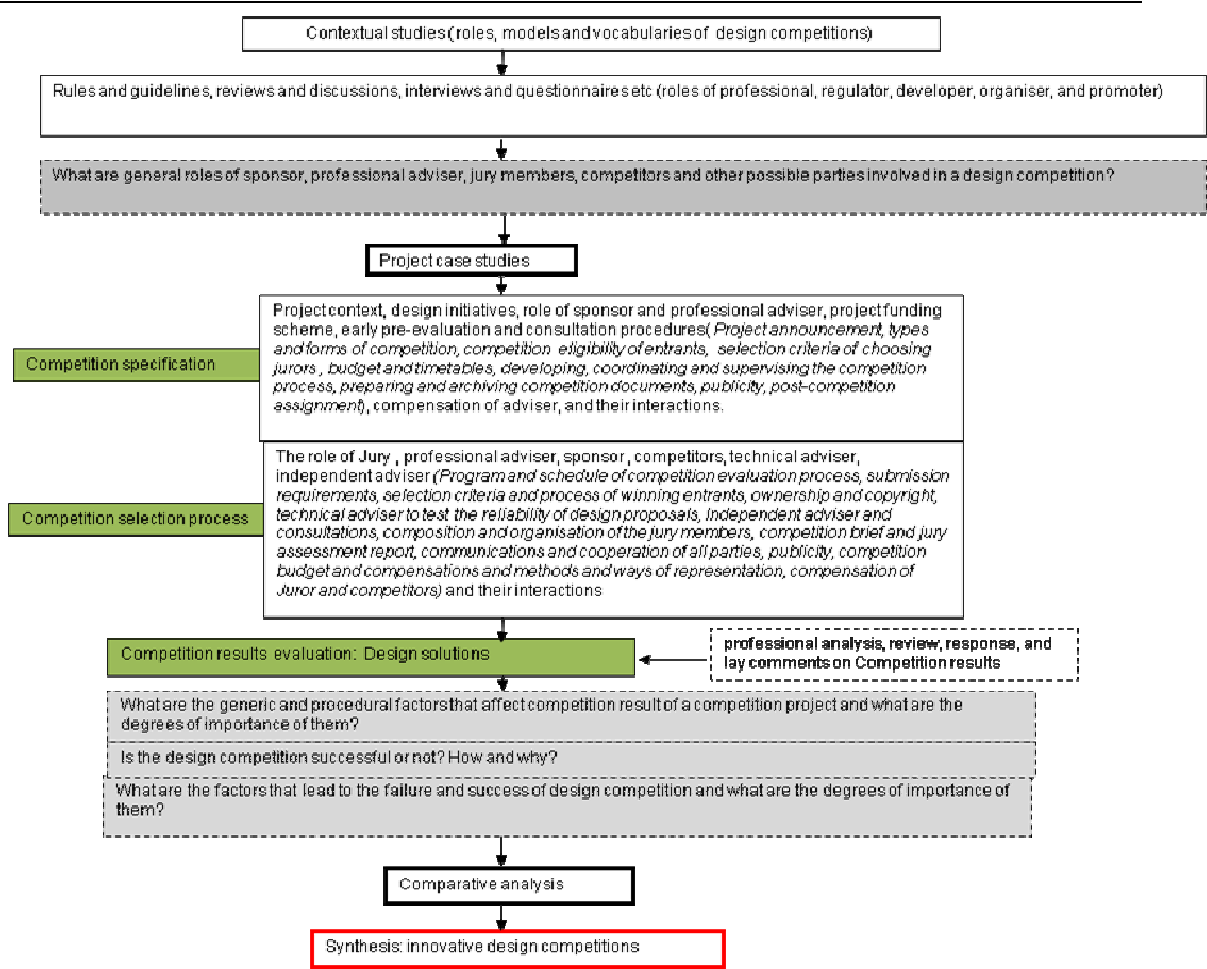 Contextual studies (roles, models and vocabularies of design competitions)
Rules and guidelines, reviews and discussions, interviews and questionnaires etc (roles of professional, regulator, developer, organiser, and promoter)
What are general roles of sponsor, professional adviser, jury members, competitors and other possible parties involved in a design competition?
Project case studies
Competition specification
Project context, design initiatives, role of sponsor and professional adviser, project funding
scheme, early pre-evaluation and consultation procedures( Project announcement, types
and forms of competition, competition eligibility of entrants, selection criteria of choosing
jurors , budget and timetables, developing, coordinating and supervising the competition
process, preparing and archiving competition documents, publicity, post-competition
assignment), compensation of adviser, and their interactions.
Competition selection process
The role of Jury , professional adviser, sponsor, competitors, technical adviser,
independent adviser (Program and schedule of competition evaluation process, submission
requirements, selection criteria and process of winning entrants, ownership and copyright,
technical adviser to test the reliability of design proposals, Independent adviser and
consultations, composition and organisation of the jury members, competition brief and jury
assessment report, communications and cooperation of all parties, publicity, competition
budget and compensations and methods and ways of representation, compensation of
Juror and competitors) and their interactions
Competition results evaluation: Design solutions
professional analysis, review, response, and
lay comments on Competition results
What are the generic and procedural factors that affect competition result of a competition project and what are the
degrees of importance of them?
Is the design competition successful or not? How and why?
What are the factors that lead to the failure and success of design competition and what are the degrees of importance of
them?
Comparative analysis
Synthesis: innovative design competitions